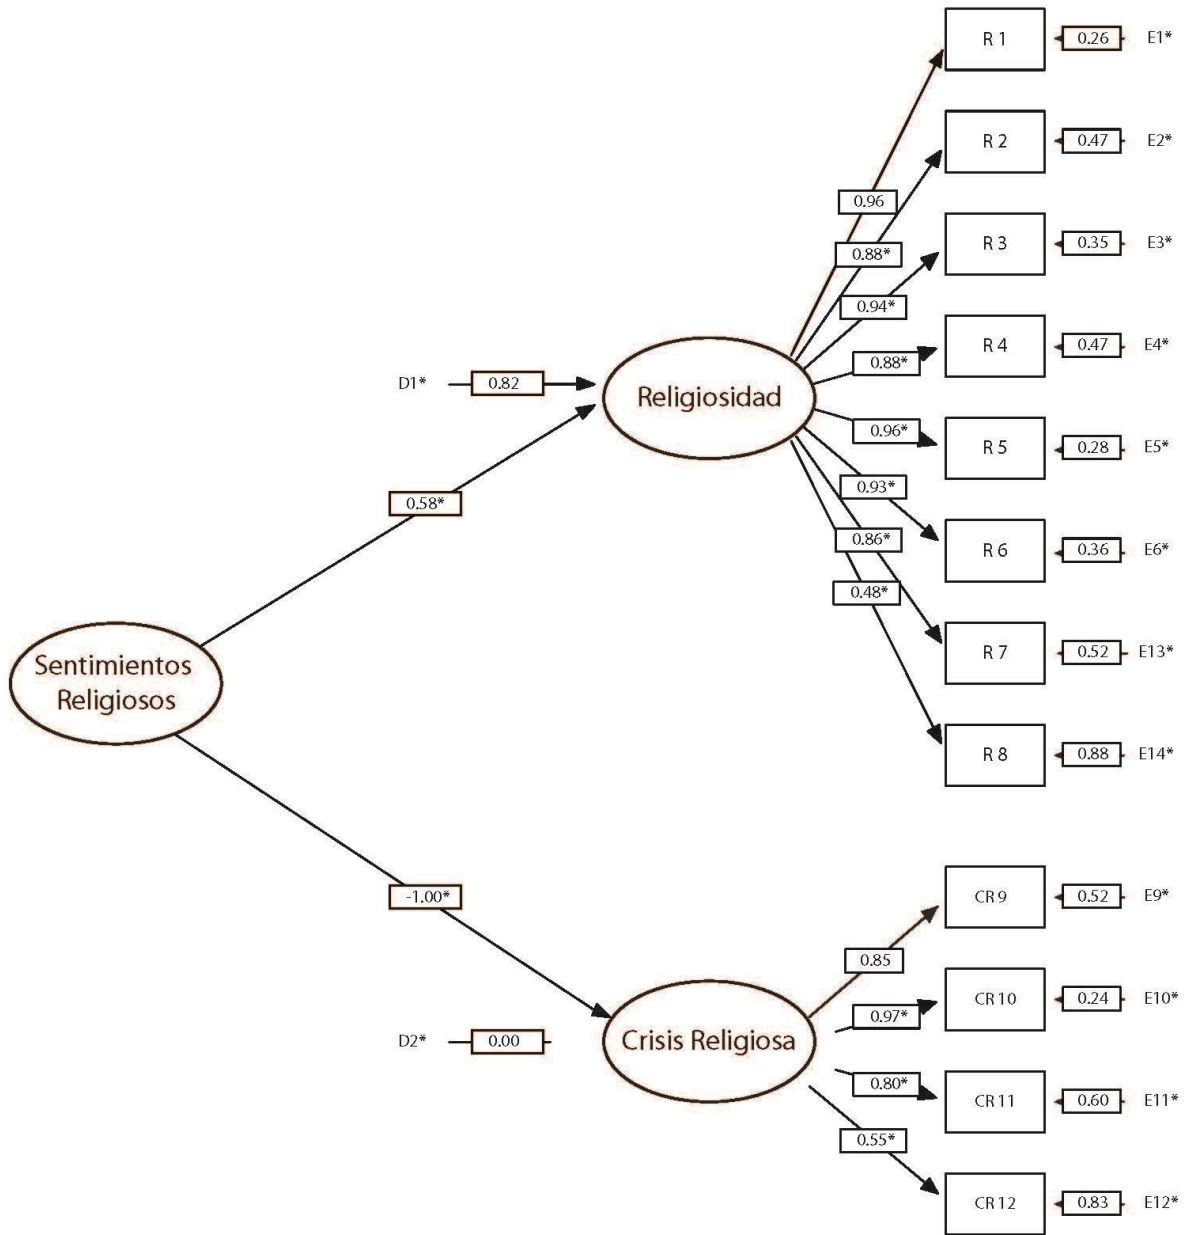 R 1
0.26
E1*
R 2
0.47
E2*
0.96
R 3
0.35
E3*
0.88*
0.94*
R 4
0.47
E4*
0.88*
D1*
0.82
Religiosidad
0.96*
R 5
0.28
E5*
0.93*
0.58*
0.86*
R 6
0.36
E6*
0.48*
R 7
0.52
E13*
Sentimientos
Religiosos
R 8
0.88
E14*
-1.00*
CR 9
0.52
E9*
0.85
CR 10
0.24
E10*
0.97*
D2*
0.00
Crisis Religiosa
0.80*
CR 11
0.60
E11*
0.55*
CR 12
0.83
E12*